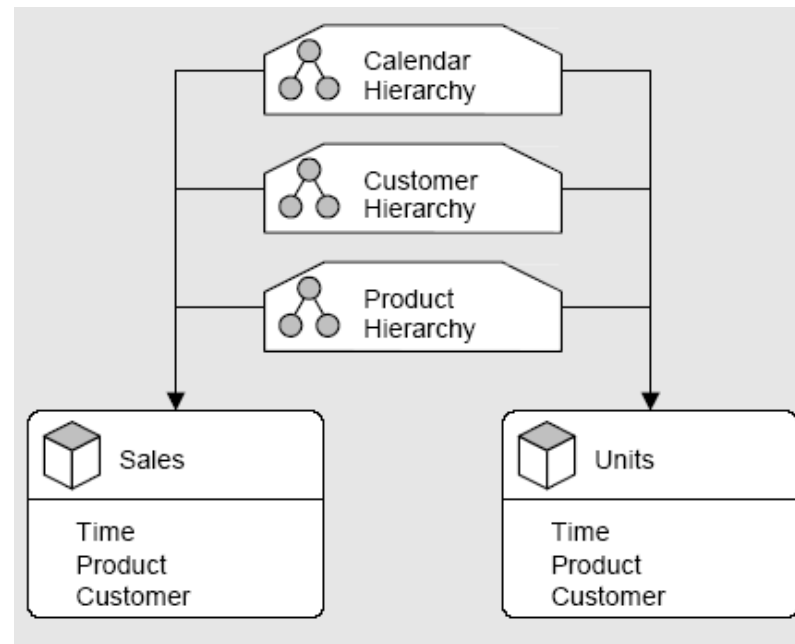 Calendar
Hierarchy
Customer
Hierarchy
Product
Hierarchy
Sales
Time
Product
Customer
Units
Time
Product
Customer